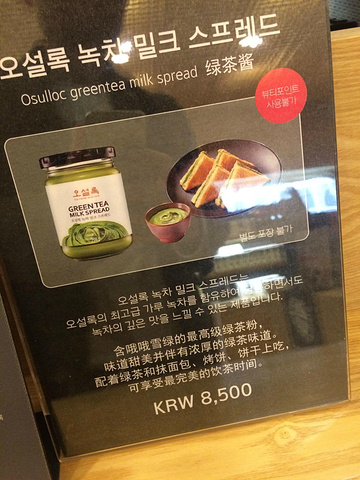 오설록 녹차 밀크 스프레드
Osulloc greentea milk spread 绿茶酱
뷰티포인트
사용불가
오설록
GREEN TEA
MILK SPREAD
별도 포장 불가
오설록 녹차 밀크 스프레드는
오설록의 최고급 가루 녹차를 함유하여 하면서도
녹차의 깊은 맛을 느낄 수 있는 제품입니다.
含哦哦雪绿的最高级绿茶粉，
味道甜美并伴有浓厚的绿茶味道。
配着绿茶和抹面包、烤饼、饼干上吃，
可享受最完美的饮茶时间。
KRW 8,500